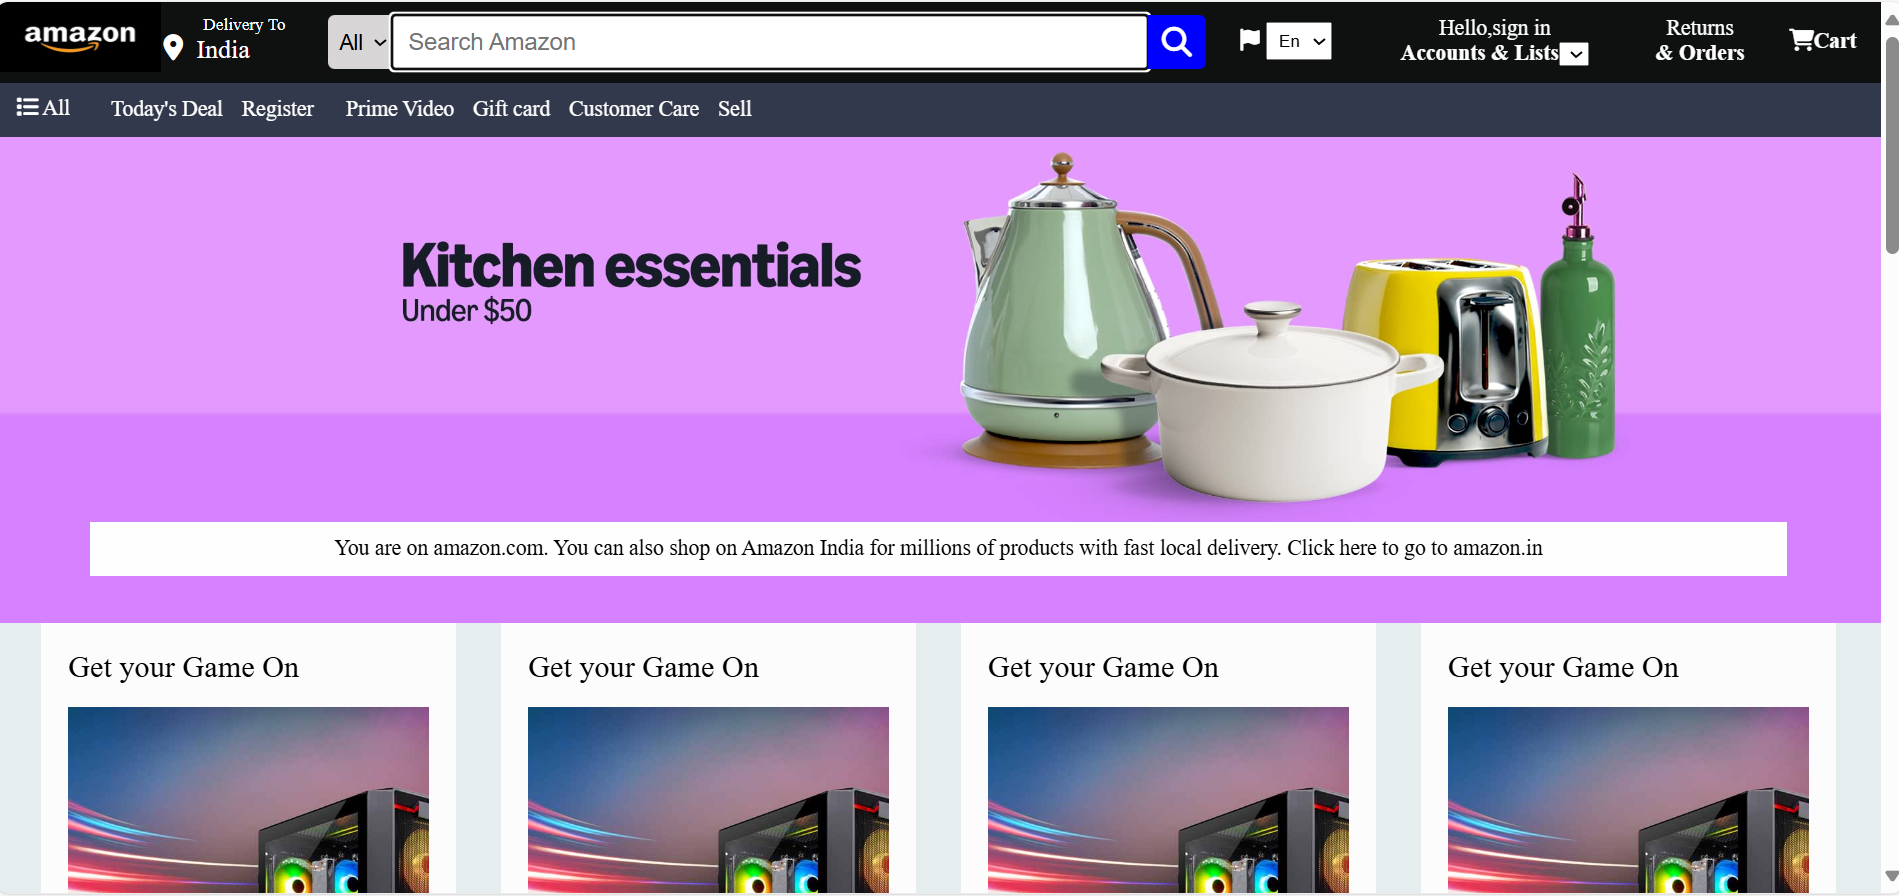 amazon
Delivery To
India
All
Search Amazon
En
Hello,sign in
Accounts & Lists
Returns
& Orders
Cart
All
Today's Deal
Register
Prime Video
Gift card
Customer Care
Sell
Kitchen essentials
Under $50
You are on amazon.com. You can also shop on Amazon India for millions of products with fast local delivery. Click here to go to amazon.in
Get your Game On
Get your Game On
Get your Game On
Get your Game On